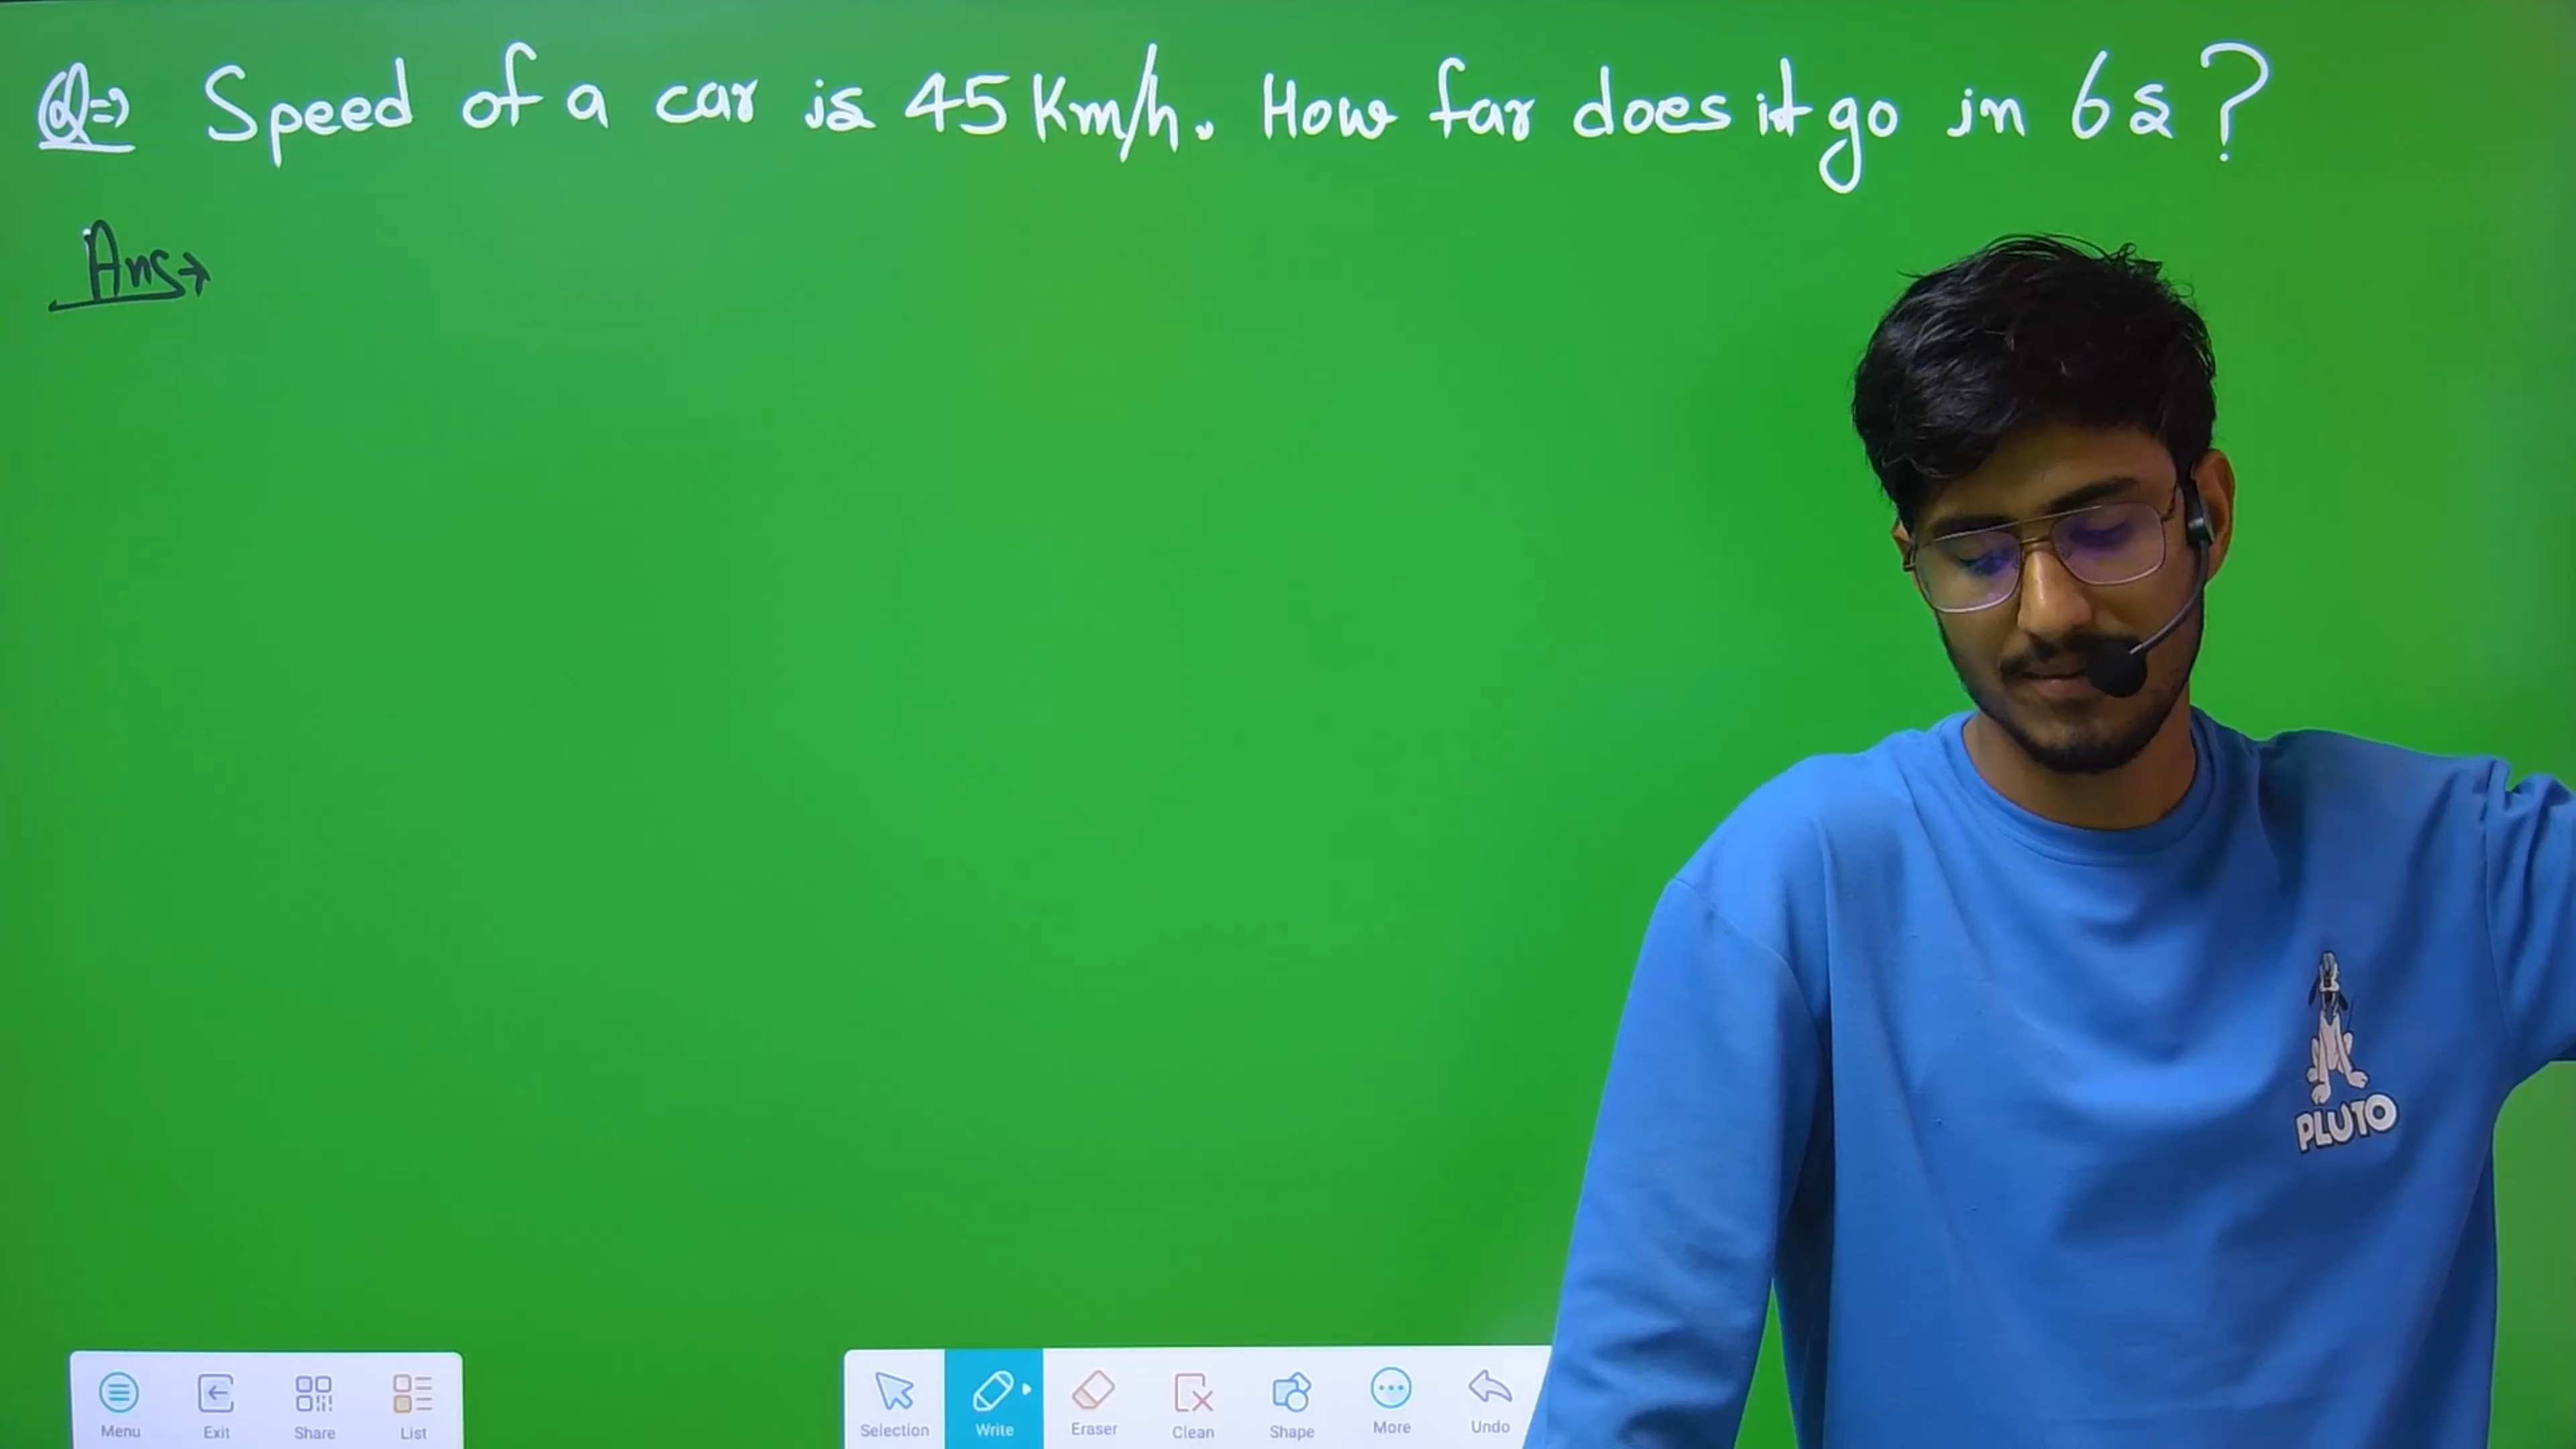 Q⇒ Speed of a car is 45 Km/h. How far does it go in 6s?
Ans→
PLUTO
Menu Exit Share List Selection Write Eraser Clean Shape More Undo